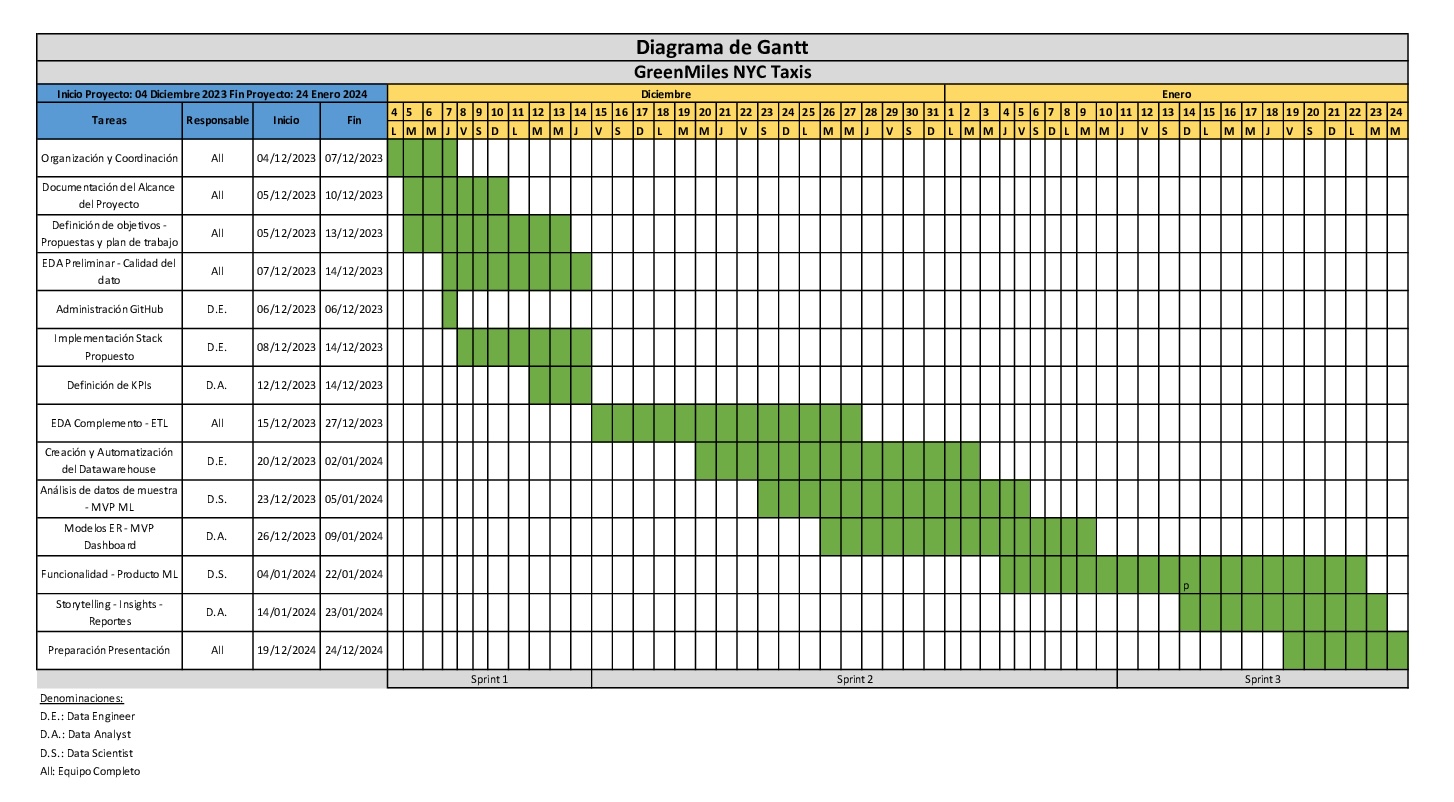 Diagrama de Gantt
GreenMiles NYC Taxis
Inicio Proyecto: 04 Diciembre 2023 Fin Proyecto: 24 Enero 2024 Diciembre Enero
Tareas Responsable Inicio Fin
4 5 6 7 8 9 10 11 12 13 14 15 16 17 18 19 20 21 22 23 24 25 26 27 28 29 30 31 1 2 3 4 5 6 7 8 9 10 11 12 13 14 15 16 17 18 19 20 21 22 23 24
L M M J V S D L M M J V S D L M M J V S D L M M J V S D L M M J V S D L M M J V S D L M M J V S D L M M
Organización y Coordinación All 04/12/2023 07/12/2023
Documentación del Alcance
del Proyecto All 05/12/2023 10/12/2023
Definición de objetivos -
Propuestas y plan de trabajo All 05/12/2023 13/12/2023
EDA Preliminar - Calidad del
dato All 07/12/2023 14/12/2023
Administración GitHub D.E. 06/12/2023 06/12/2023
Implementación Stack
Propuesto D.E. 08/12/2023 14/12/2023
Definición de KPIs D.A. 12/12/2023 14/12/2023
EDA Complemento - ETL All 15/12/2023 27/12/2023
Creación y Automatización
del Datawarehouse D.E. 20/12/2023 02/01/2024
Análisis de datos de muestra
- MVP ML D.S. 23/12/2023 05/01/2024
Modelos ER - MVP
Dashboard D.A. 26/12/2023 09/01/2024
Funcionalidad - Producto ML D.S. 04/01/2024 22/01/2024 p
Storytelling - Insights -
Reportes D.A. 14/01/2024 23/01/2024
Preparación Presentación All 19/12/2024 24/12/2024
Sprint 1 Sprint 2 Sprint 3
Denominaciones:
D.E.: Data Engineer
D.A.: Data Analyst
D.S.: Data Scientist
All: Equipo Completo